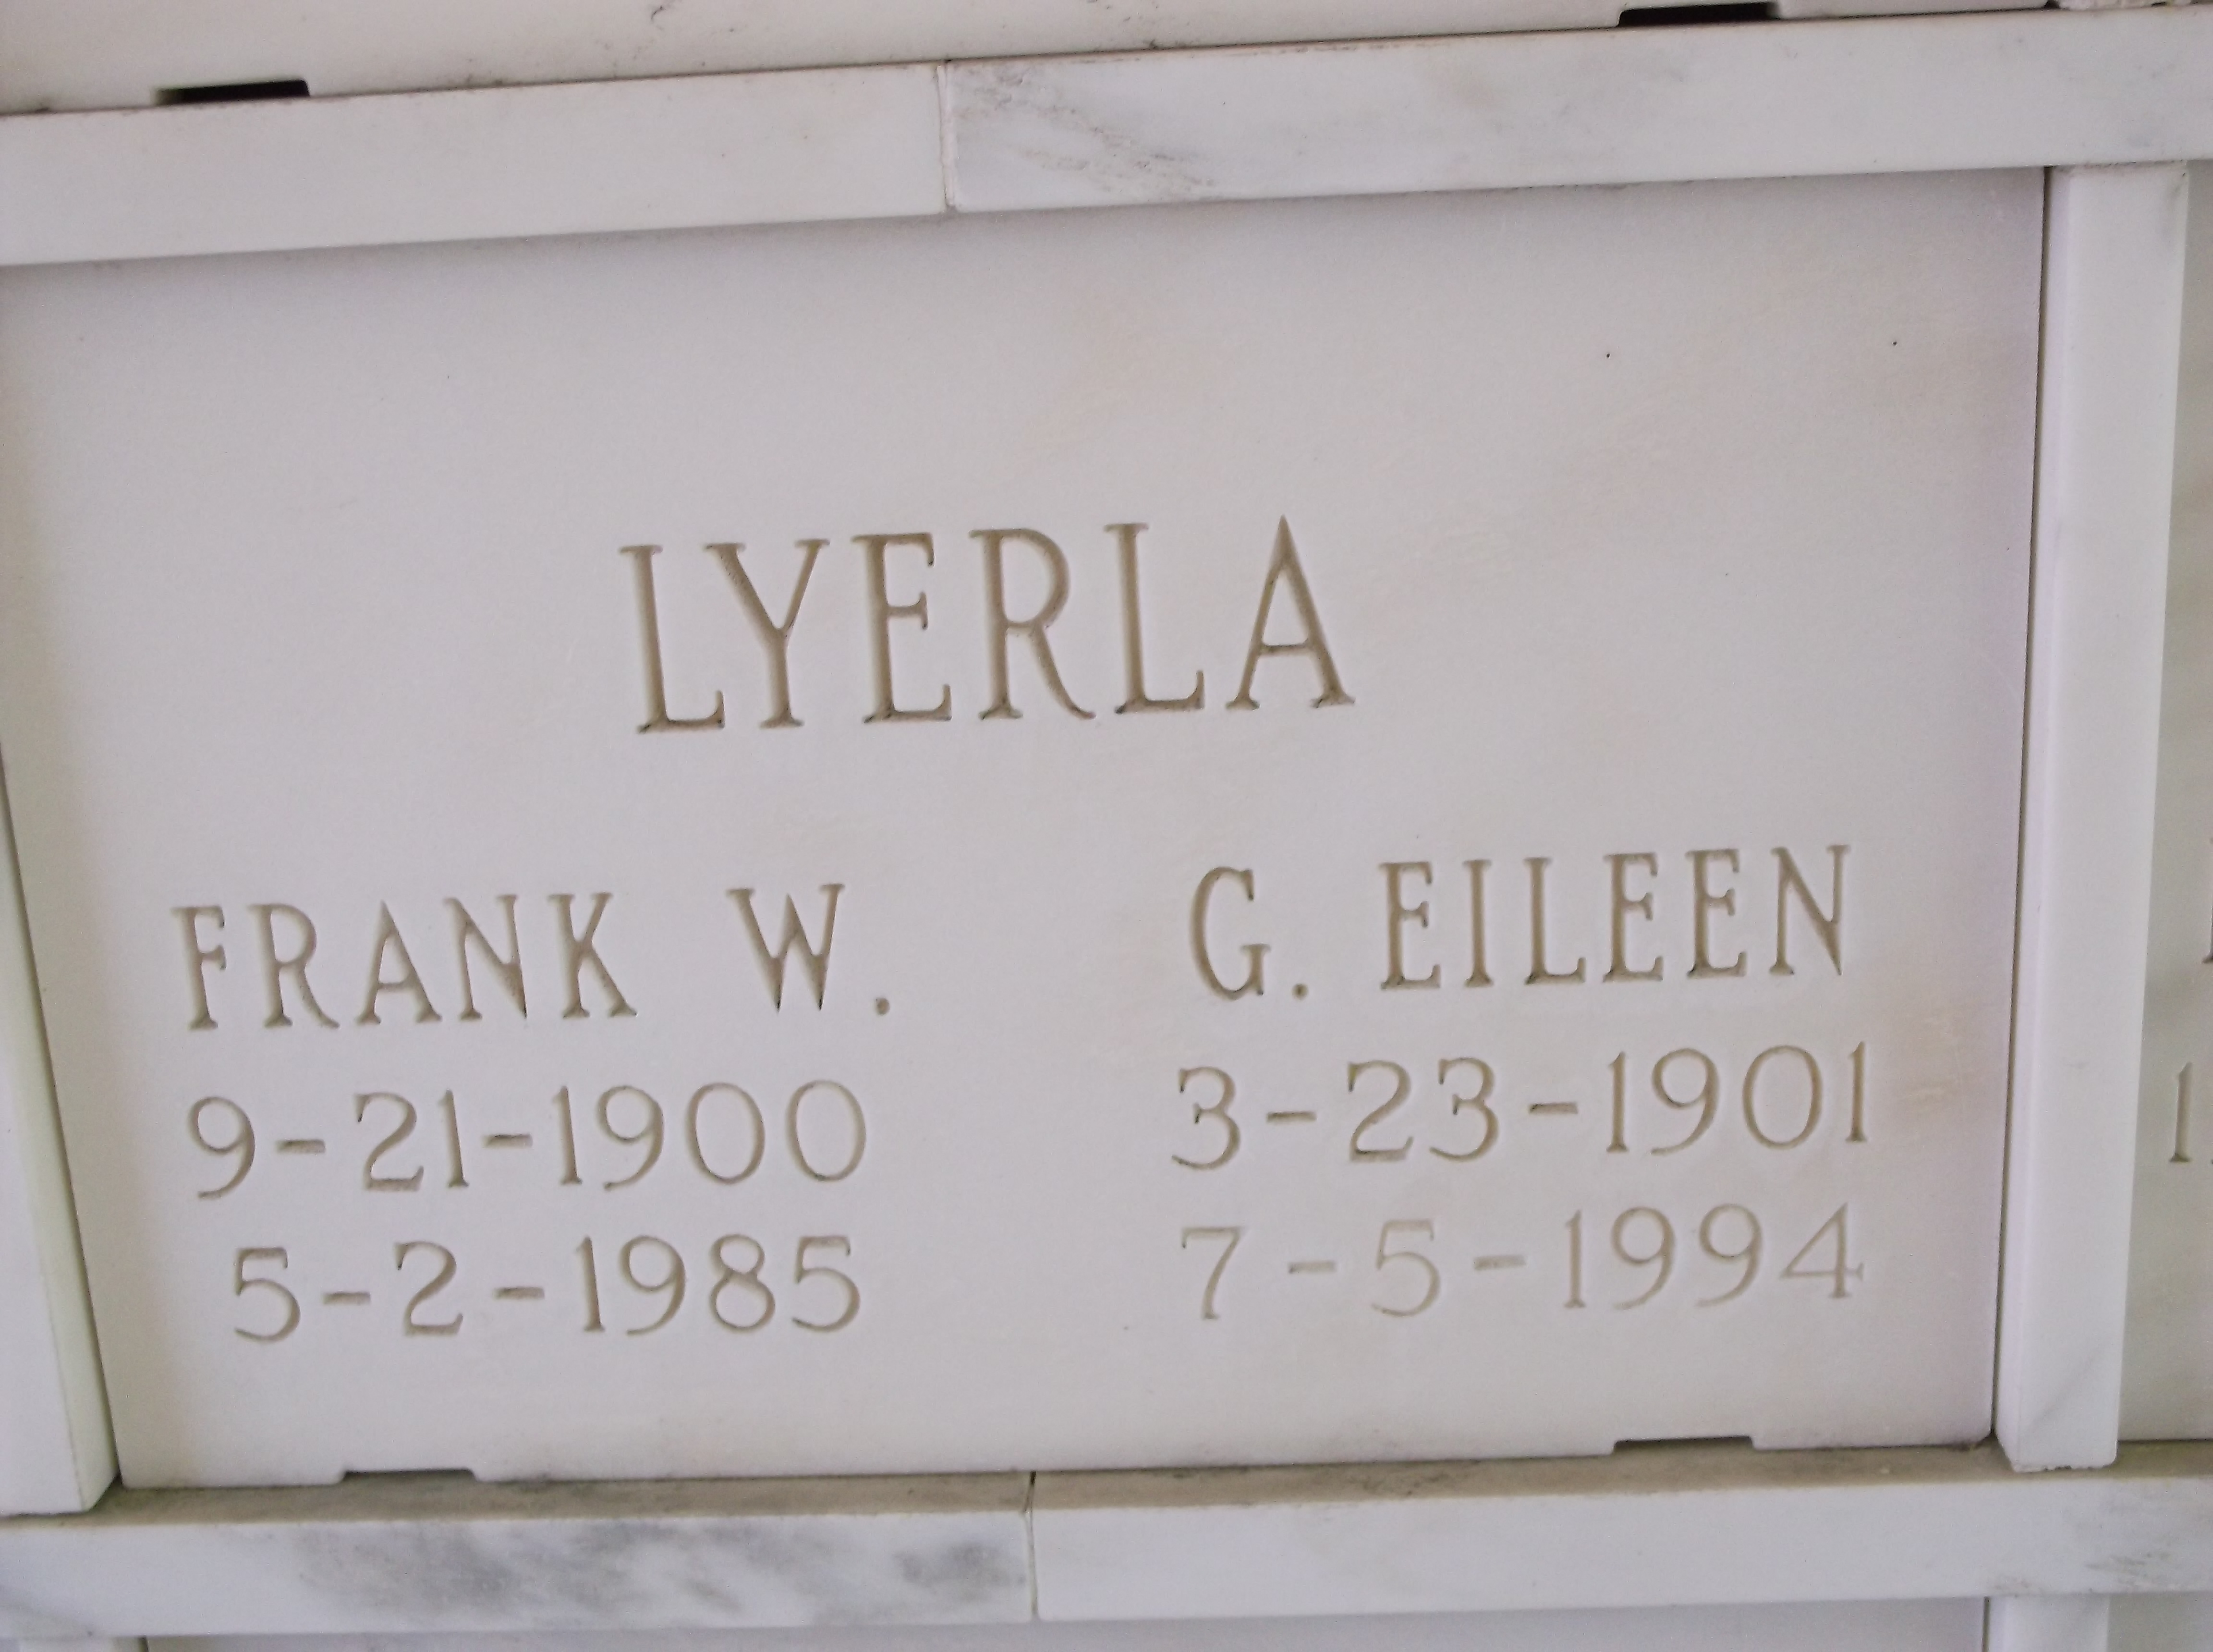 LYERLA
FRANK W.
9-21-1900
5-2-1985
G. EILEEN
3-23-1901
7-5-1994